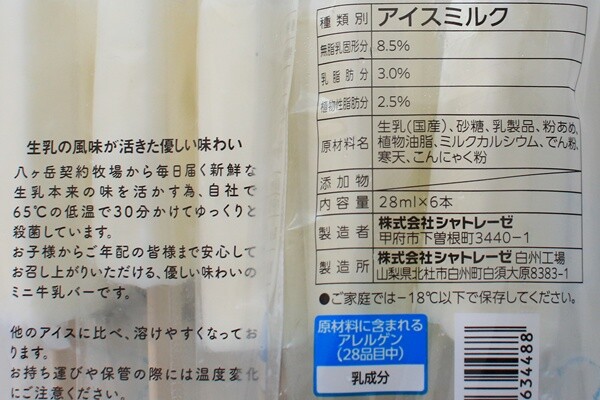 生乳の風味が活きた優しい味わい
八ヶ岳契約牧場から毎日届く新鮮な
生乳本来の味を活かす為、自社で
65℃の低温で30分かけてゆっくりと
殺菌しています。
お子様からご年配の皆様まで安心して
お召し上がりいただける、優しい味わいの
ミニ牛乳バーです。
他のアイスに比べ、溶けやすくなってお
ります。
お持ち運びや保管の際には温度変化
にご注意ください。
種類別 アイスミルク
無脂乳固形分 8.5%
乳脂肪分 3.0%
植物性脂肪分 2.5%
原材料名 生乳(国産)、砂糖、乳製品、粉あめ、
植物油脂、ミルクカルシウム、でん粉、
寒天、こんにゃく粉
添加物
内容量 28ml×6本
製造者 株式会社シャトレーゼ
甲府市下曽根町3440-1
製造所 株式会社シャトレーゼ 白州工場
山梨県北杜市白州町白須大原8383-1
●ご家庭では-18℃以下で保存してください。
原材料に含まれる
アレルゲン
(28品目中)
乳成分
634488